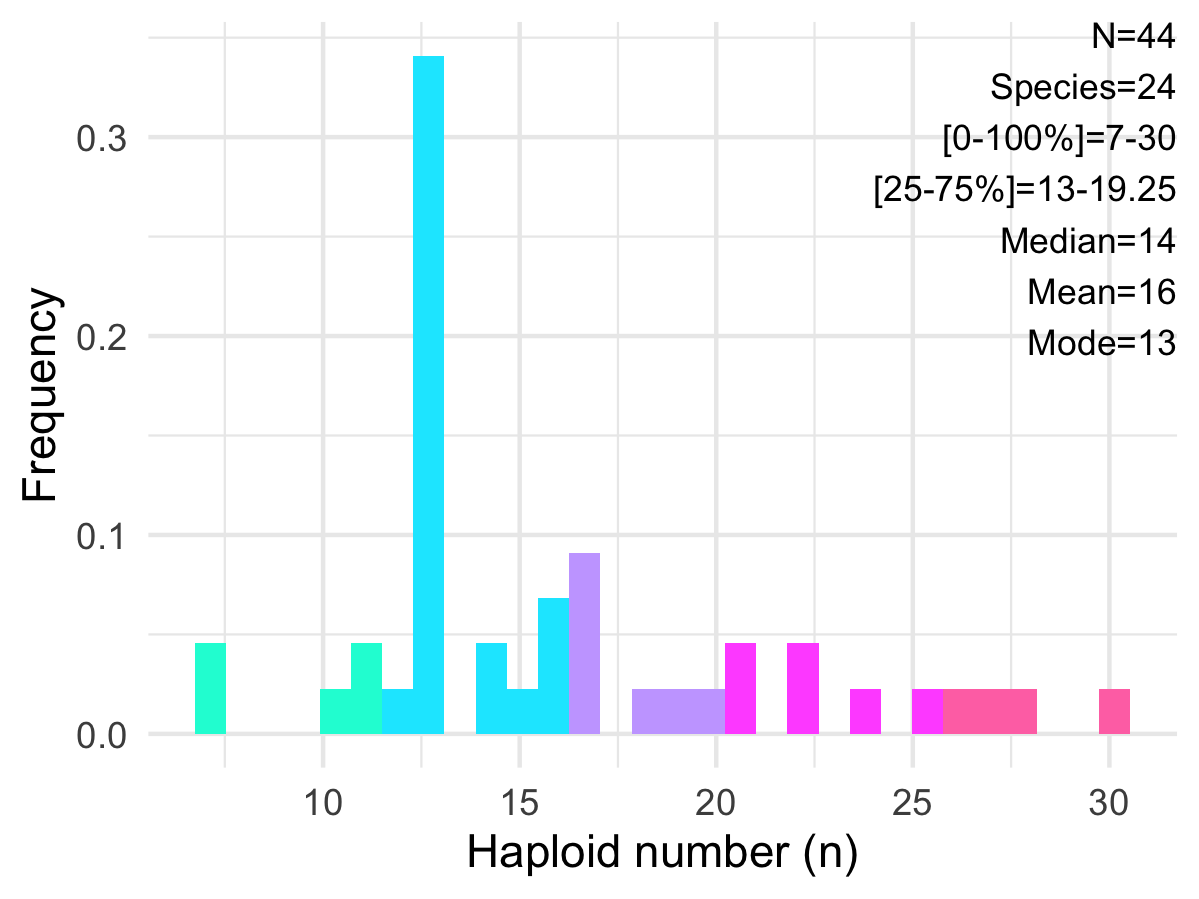 N=44
Species=24
[0-100%]=7-30
[25-75%]=13-19.25
Median=14
Mean=16
Mode=13
Frequency
0.3
0.2
0.1
0.0
10 15 20 25 30
Haploid number (n)